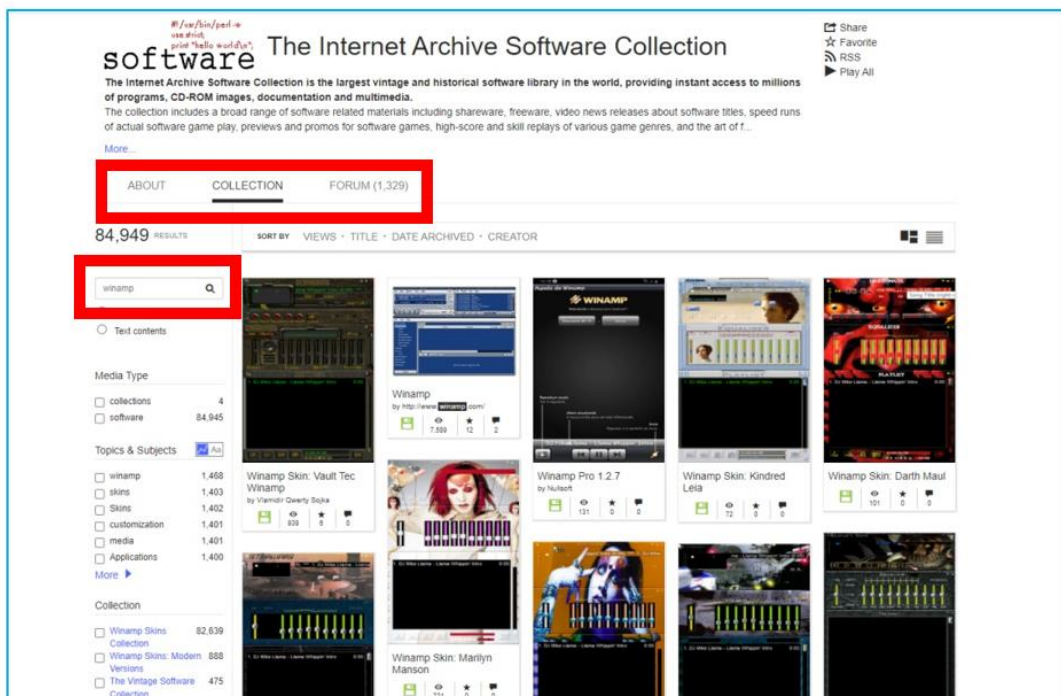 #!/usr/bin/perl -w
use strict;
print "hello world\n";
software
The Internet Archive Software Collection
Share
Favorite
RSS
Play All
The Internet Archive Software Collection is the largest vintage and historical software library in the world, providing instant access to millions
of programs, CD-ROM images, documentation and multimedia.
The collection includes a broad range of software related materials including shareware, freeware, video news releases about software titles, speed runs
of actual software game play, previews and promos for software games, high-score and skill replays of various game genres, and the art of f...
More...
ABOUT COLLECTION FORUM (1,329)
84,949 RESULTS
SORT BY VIEWS · TITLE · DATE ARCHIVED · CREATOR
winamp
Text contents
Media Type
collections 4
software 84,945
Topics & Subjects Aa
winamp 1,468
skins 1,403
Skins 1,402
customization 1,401
media 1,401
Applications 1,400
More
Collection
Winamp Skins 82,639
Collection
Winamp Skins: Modern 888
Versions
The Vintage Software 475
Collection
Winamp Skin: Vault Tec
Winamp
by Vlamidir Qwerty Sojka
939 6 0
Winamp
by http://www.winamp.com/
7,589 12 2
WINAMP
Winamp Pro 1.2.7
by Nullsoft
131 0 0
Winamp Skin: Kindred
Leia
72 0 0
Winamp Skin: Darth Maul
101 0 0
Winamp Skin: Marilyn
Manson